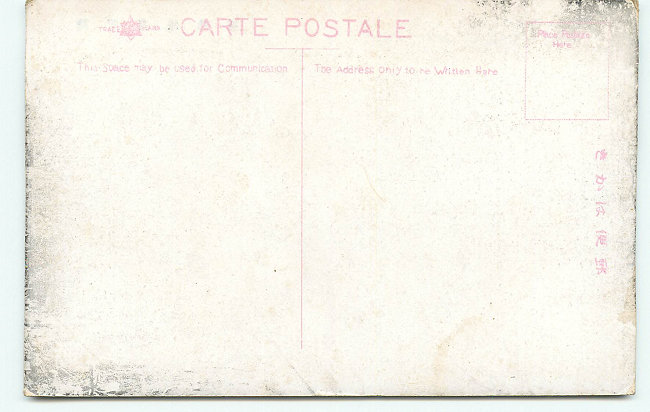 CARTE POSTALE
This Space may be used for Communication
The Address only to be Written Here
Place Postage
Here
きかは便郵